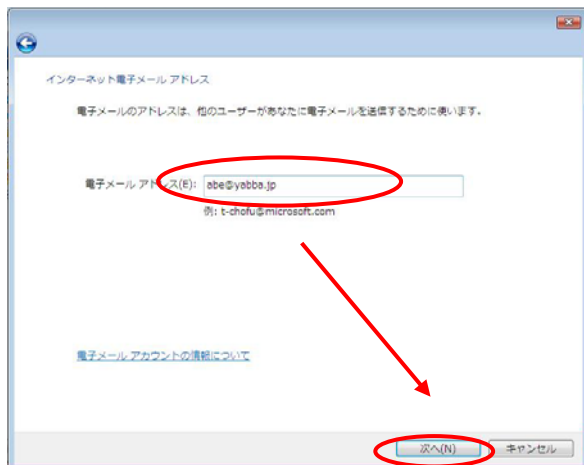 インターネット電子メール アドレス
電子メールのアドレスは、他のユーザーがあなたに電子メールを送信するために使います。
電子メール アドレス(E): abe@yabba.jp
例: t-chofu@microsoft.com
電子メール アカウントの情報について
次へ(N) キャンセル